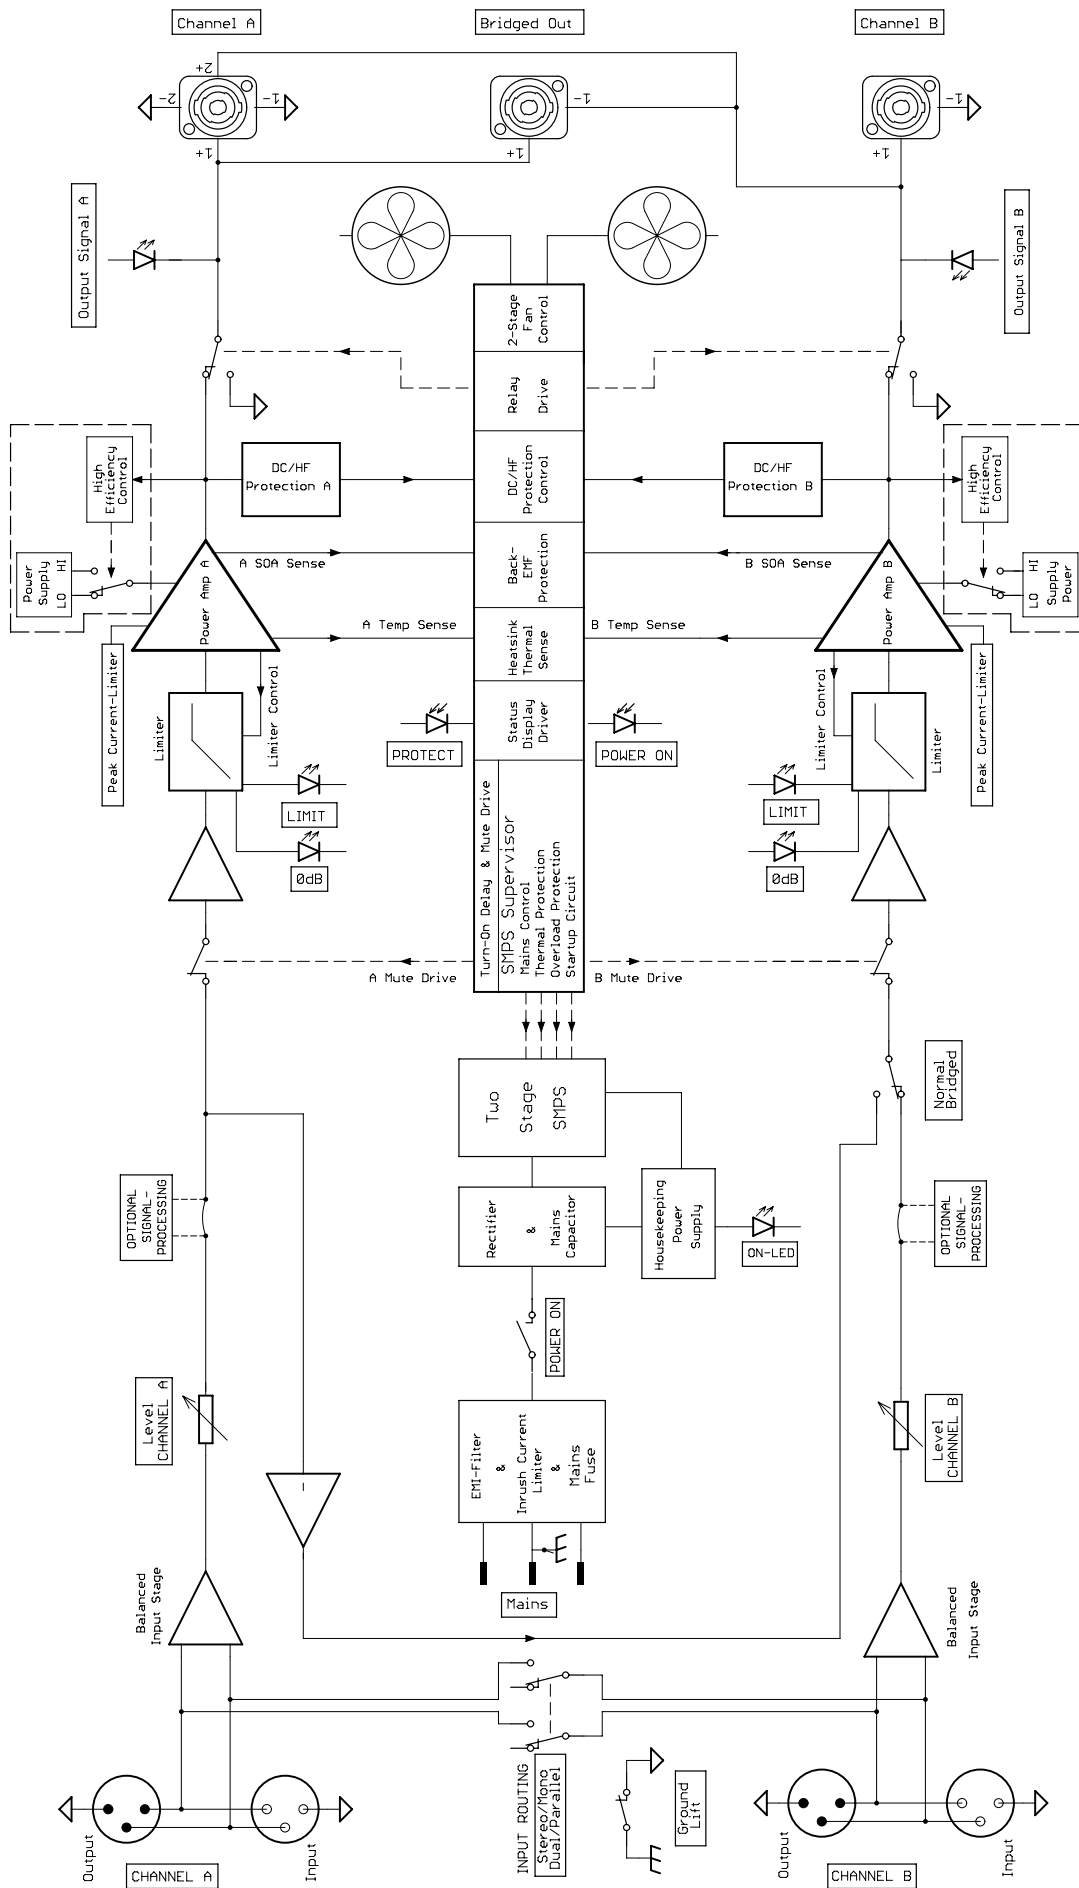 Channel A
Bridged Out
Channel B
2+
2-
1-
1+
1-
1+
1-
1+
Output Signal A
Output Signal B
2-Stage
Fan
Control
Relay
Drive
DC/HF
Protection
Control
Back-
EMF
Protection
Heatsink
Thermal
Sense
Status
Display
Driver
Turn-On Delay & Mute Drive
SMPS Supervisor
Mains Control
Thermal Protection
Overload Protection
Startup Circuit
High
Efficiency
Control
DC/HF
Protection A
DC/HF
Protection B
High
Efficiency
Control
Power
Supply
LO HI
Power Amp A
A SOA Sense
B SOA Sense
Power Amp B
LO HI
Supply
Power
A Temp Sense
B Temp Sense
Peak Current-Limiter
Limiter
Limiter Control
PROTECT
POWER ON
Limiter Control
Limiter
Peak Current-Limiter
LIMIT
0dB
LIMIT
0dB
A Mute Drive
B Mute Drive
Two
Stage
SMPS
Normal
Bridged
OPTIONAL
SIGNAL-
PROCESSING
Rectifier
&
Mains
Capacitor
Housekeeping
Power
Supply
ON-LED
OPTIONAL
SIGNAL-
PROCESSING
POWER ON
Level
CHANNEL A
EMI-Filter
&
Inrush Current
Limiter
&
Mains
Fuse
Level
CHANNEL B
-
Mains
Balanced
Input Stage
Balanced
Input Stage
INPUT ROUTING
Stereo/Mono
Dual/Parallel
Ground
Lift
Output
Input
CHANNEL A
Output
Input
CHANNEL B